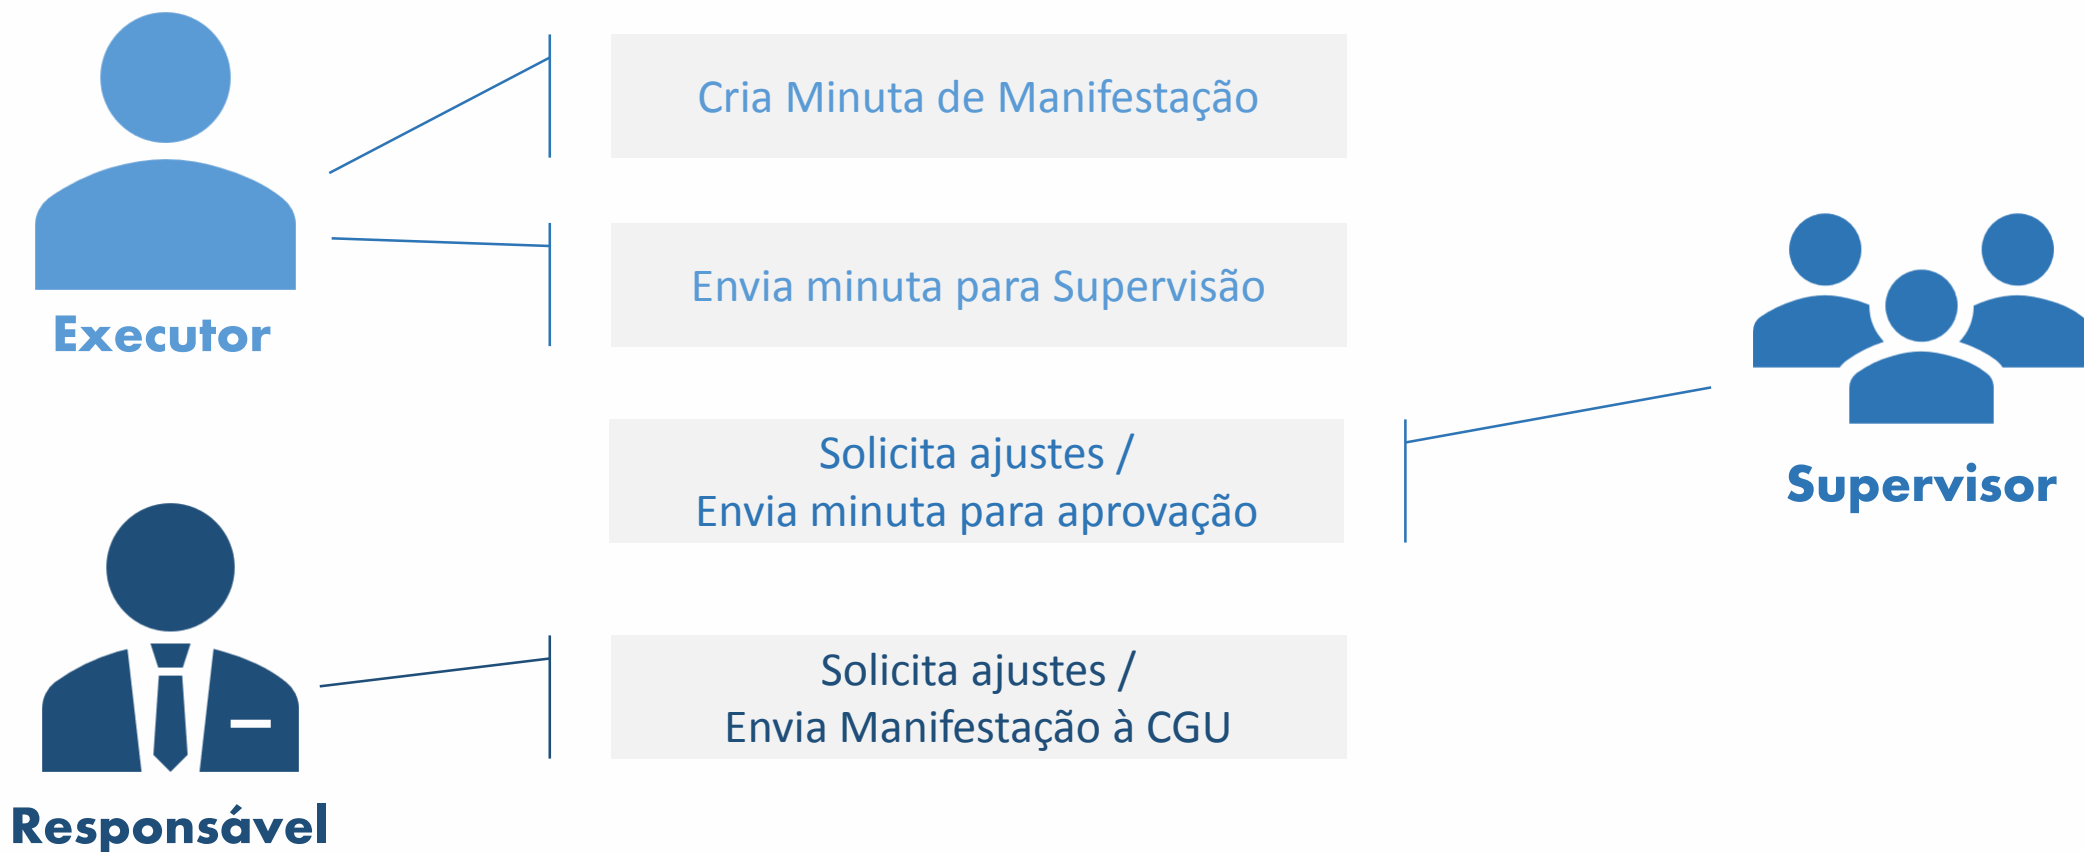 Cria Minuta de Manifestação
Envia minuta para Supervisão
Executor
Solicita ajustes /
Envia minuta para aprovação
Supervisor
Solicita ajustes /
Envia Manifestação à CGU
Responsável